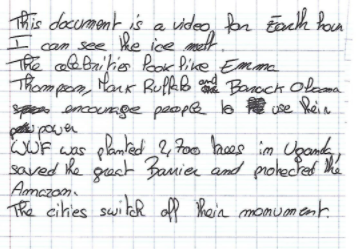 This document is a video for Earth hour
I can see the ice melt.
The celebrities look like Emma
Thompson, Mark Ruffalo and Barack Obama
encourage people to use their
power
WWF was planted 2,700 trees in Uganda,
saved the great Barrier and protected the
Amazon.
The cities switch off their monument.